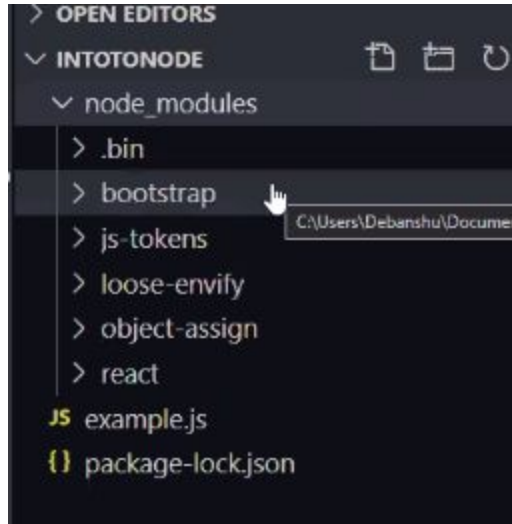 OPEN EDITORS
INTOTONODE
node_modules
.bin
bootstrap
C:\Users\Debanshu\Docume
js-tokens
loose-envify
object-assign
react
JS example.js
{} package-lock.json